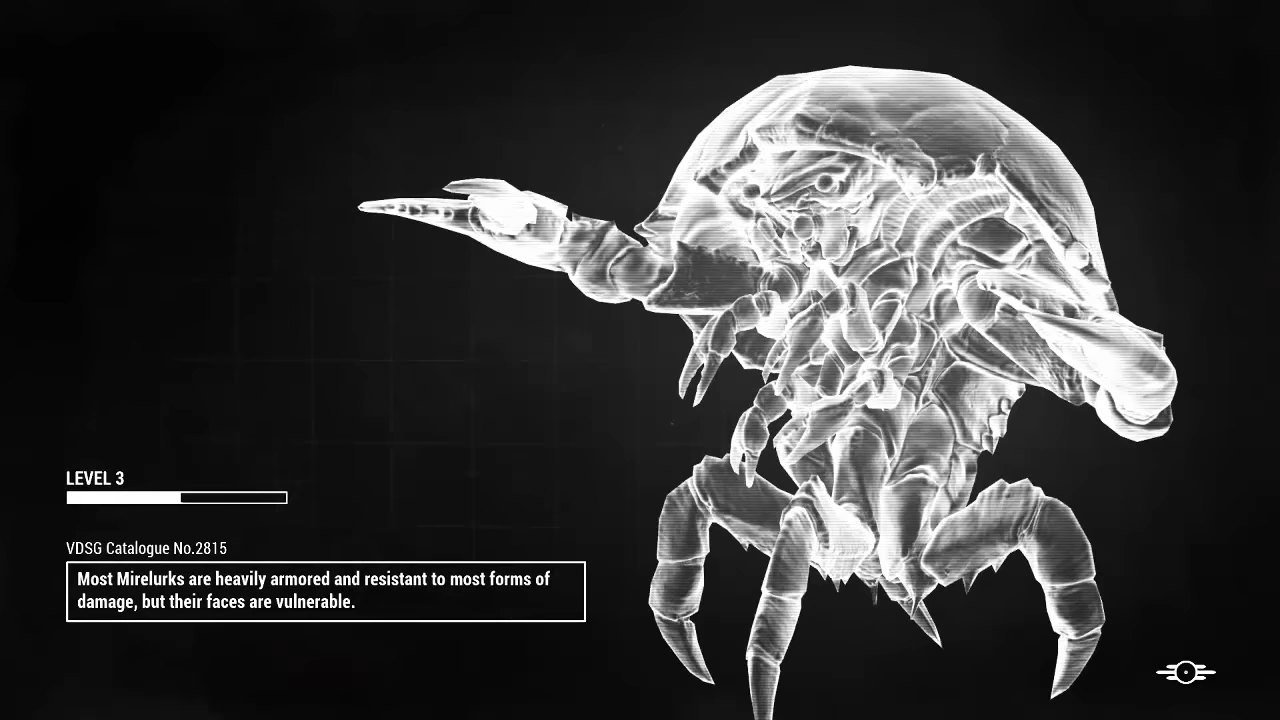 LEVEL 3
VDSG Catalogue No.2815
Most Mirelurks are heavily armored and resistant to most forms of
damage, but their faces are vulnerable.